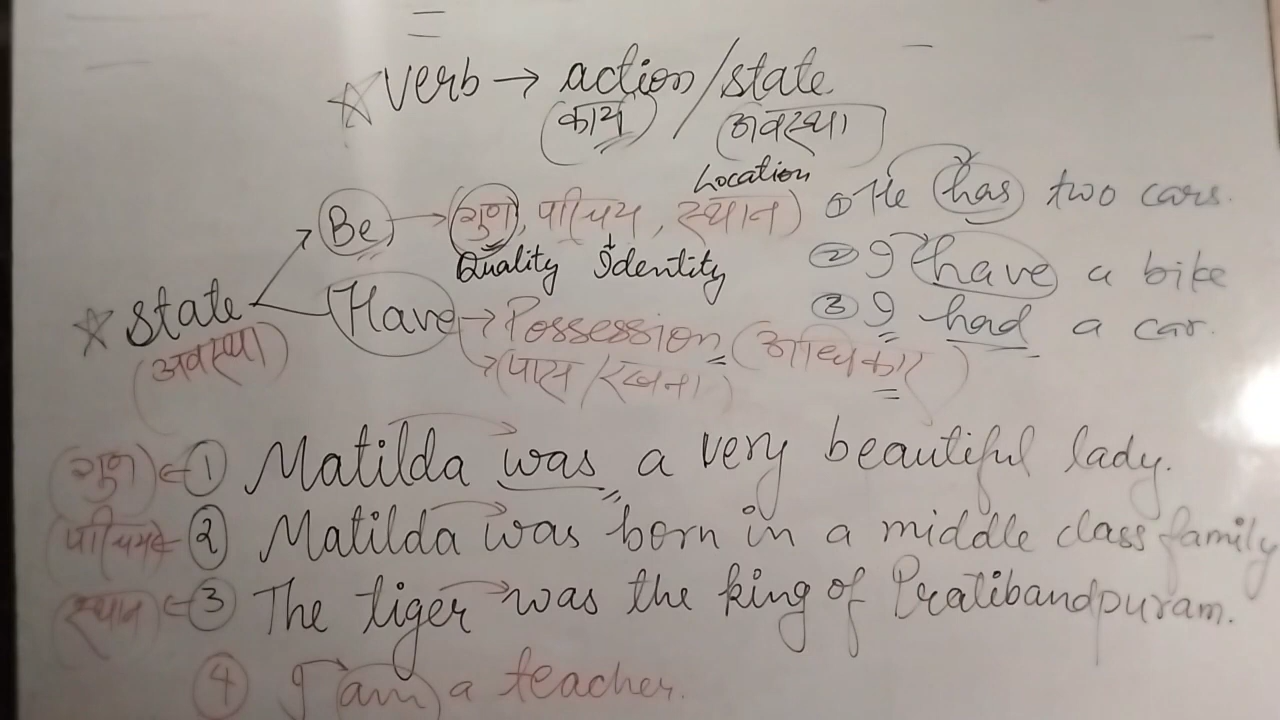 ☆ Verb → action/state
(कार्य) / (अवस्था)
Location
Be → (गुण, परिचय, स्थान)
Quality Identity
☆ State
(अवस्था)
Have → Possession (अधिकार)
→ (पास/रखना)
① He has two cars.
② I have a bike
③ I had a car.
(गुण) ← ① Matilda was a very beautiful lady.
परिचय ← ② Matilda was born in a middle class family
स्थान ← ③ The tiger was the king of Pratibandpuram.
④ I am a teacher.